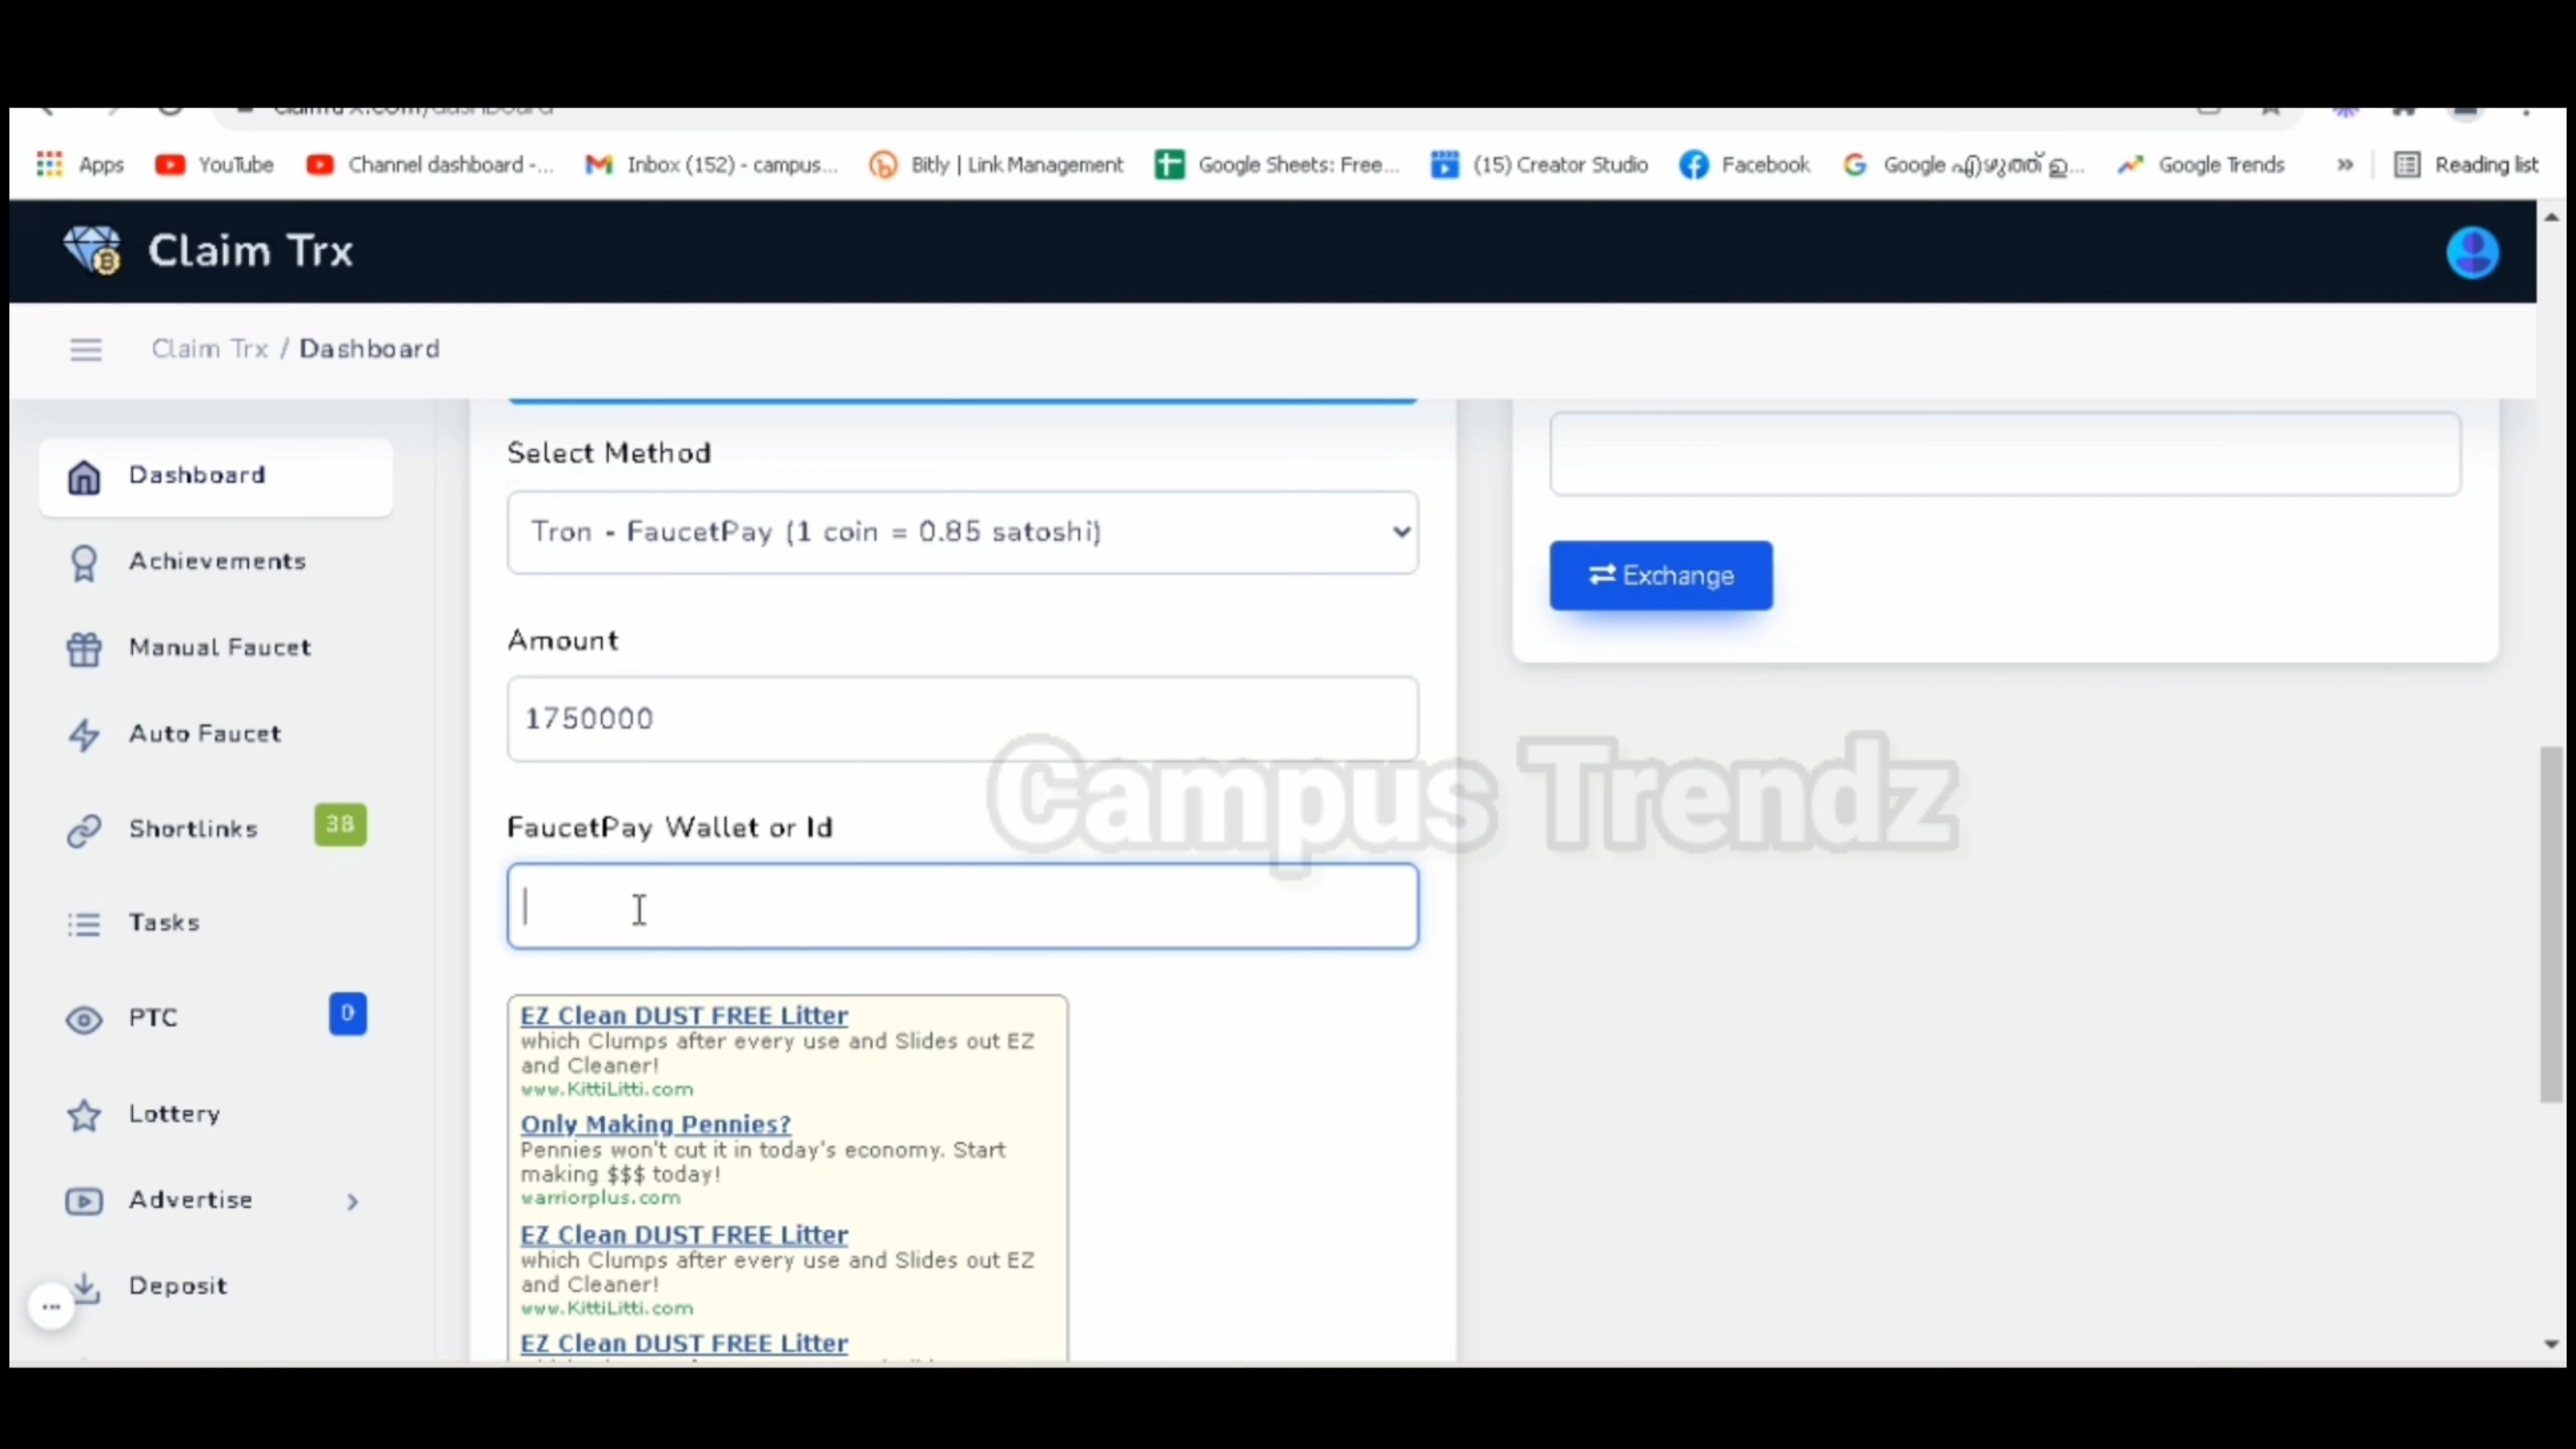 Apps YouTube Channel dashboard -... Inbox (152) - campus... Bitly | Link Management Google Sheets: Free... (15) Creator Studio Facebook Google എഴുത്ത് ഉ... Google Trends » Reading list
Claim Trx
Claim Trx / Dashboard
Dashboard
Achievements
Manual Faucet
Auto Faucet
Shortlinks 38
Tasks
PTC 0
Lottery
Advertise
Deposit
Select Method
Tron - FaucetPay (1 coin = 0.85 satoshi)
Amount
1750000
FaucetPay Wallet or Id
EZ Clean DUST FREE Litter
which Clumps after every use and Slides out EZ
and Cleaner!
www.KittiLitti.com
Only Making Pennies?
Pennies won't cut it in today's economy. Start
making $$$ today!
warriorplus.com
EZ Clean DUST FREE Litter
which Clumps after every use and Slides out EZ
and Cleaner!
www.KittiLitti.com
EZ Clean DUST FREE Litter
Exchange
Campus Trendz